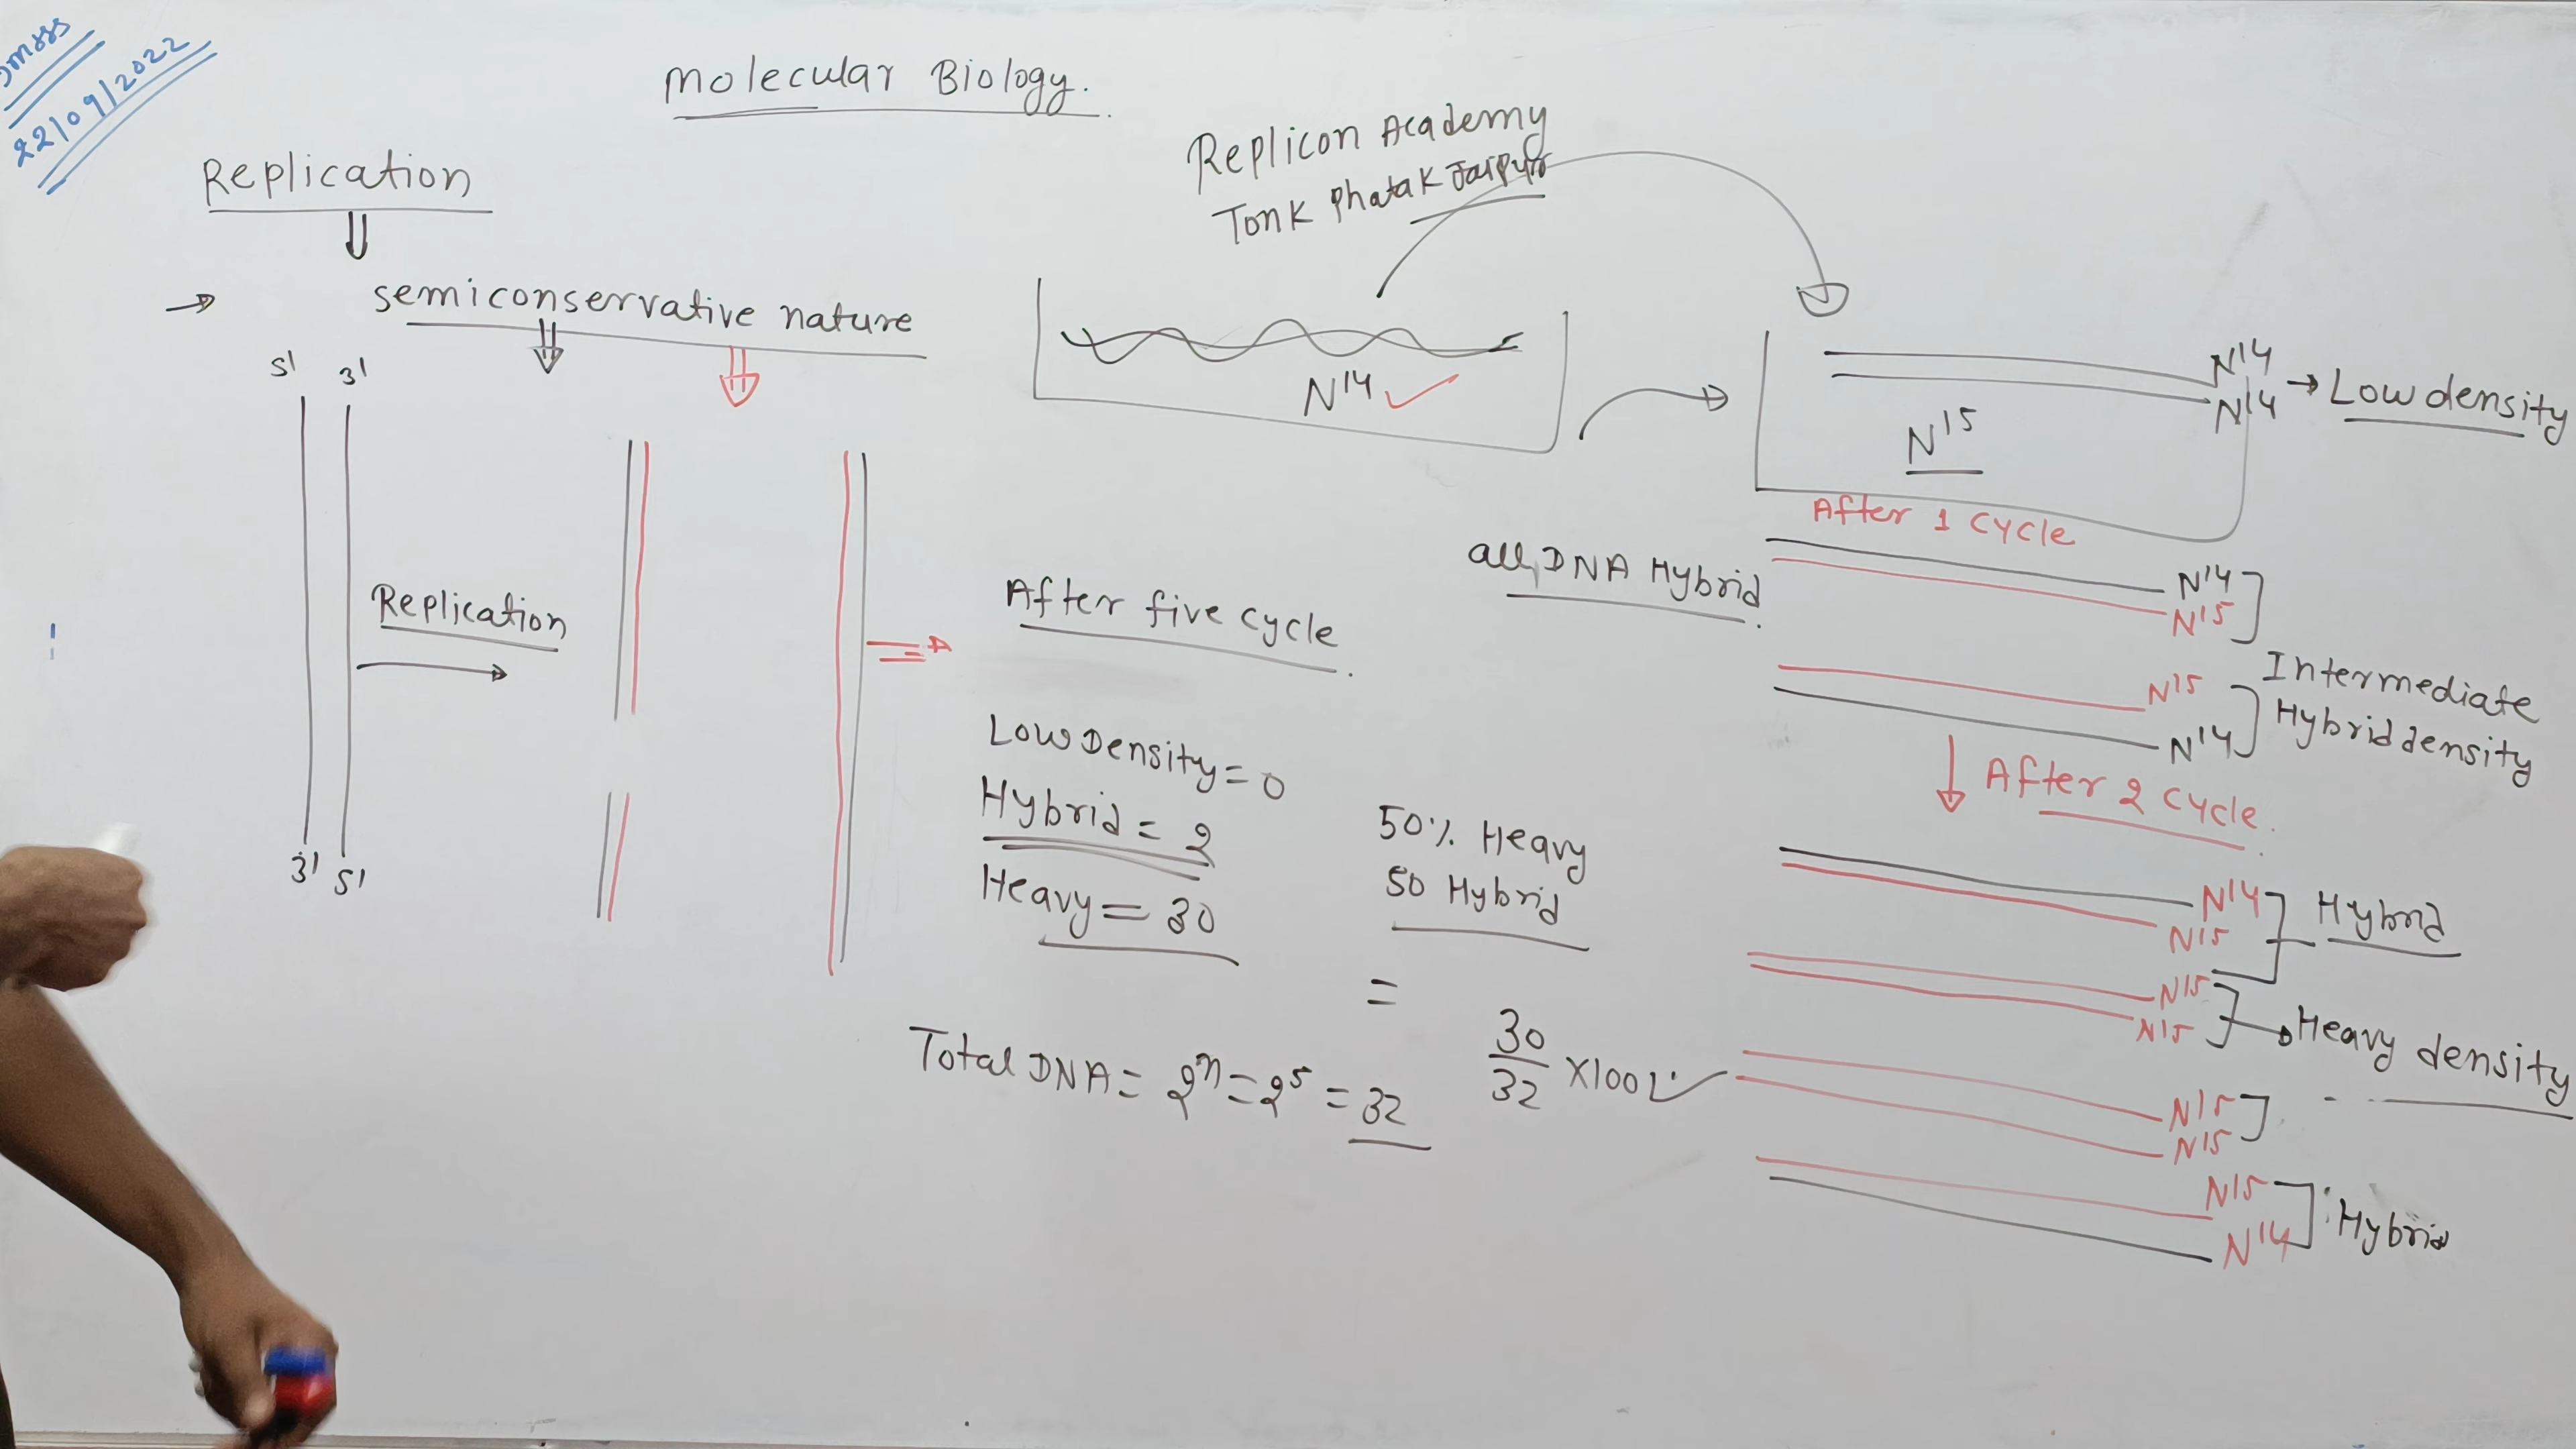 22/09/2022
Molecular Biology.
Replication
Replicon Academy
Tonk Phatak Jaipur
semiconservative nature
5' 3'
3' 5'
Replication
N14
N15
N14
N14
→ Low density
After 1 Cycle
all DNA Hybrid
N14
N15
N15
N14
Intermediate
Hybrid density
After 2 Cycle.
N14
N15
Hybrid
N15
N15
Heavy density
N15
N15
N15
N14
Hybrid
After five cycle
Low Density = 0
Hybrid = 2
Heavy = 30
50% Heavy
50 Hybrid
=
Total DNA = 2^n = 2^5 = 32
30/32 X100